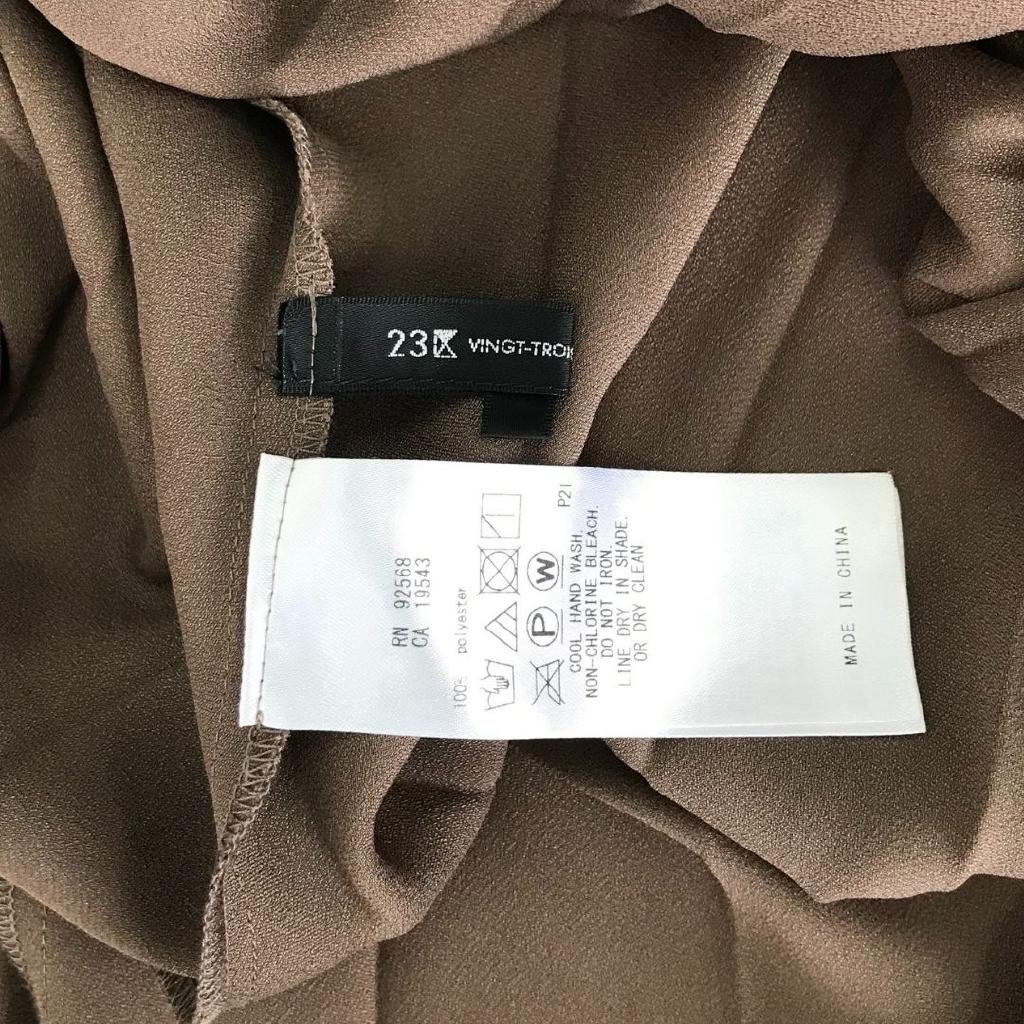 23区 VINGT-TROI
RN 92568
CA 19543
100% polyester
P W
P21
COOL HAND WASH.
NON-CHLORINE BLEACH.
DO NOT IRON.
LINE DRY IN SHADE.
OR DRY CLEAN
MADE IN CHINA